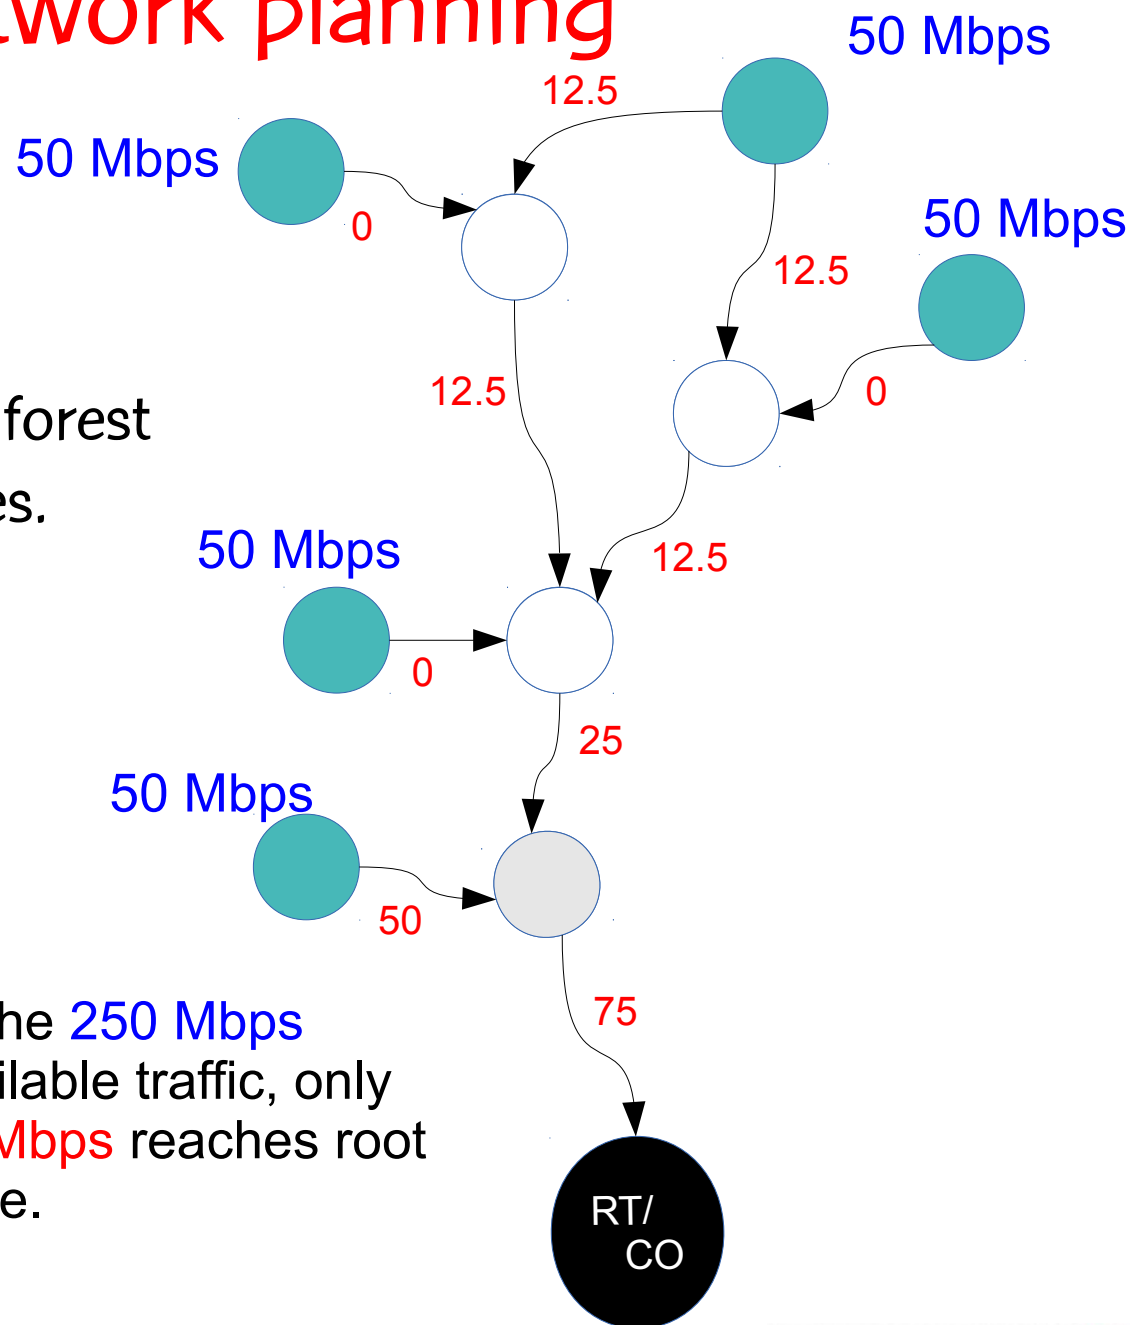 twork planning
50 Mbps
12.5
50 Mbps
0
50 Mbps
12.5
12.5
0
forest
es.
50 Mbps
12.5
0
25
50 Mbps
50
75
he 250 Mbps
ilable traffic, only
Mbps reaches root
e.
RT/
CO